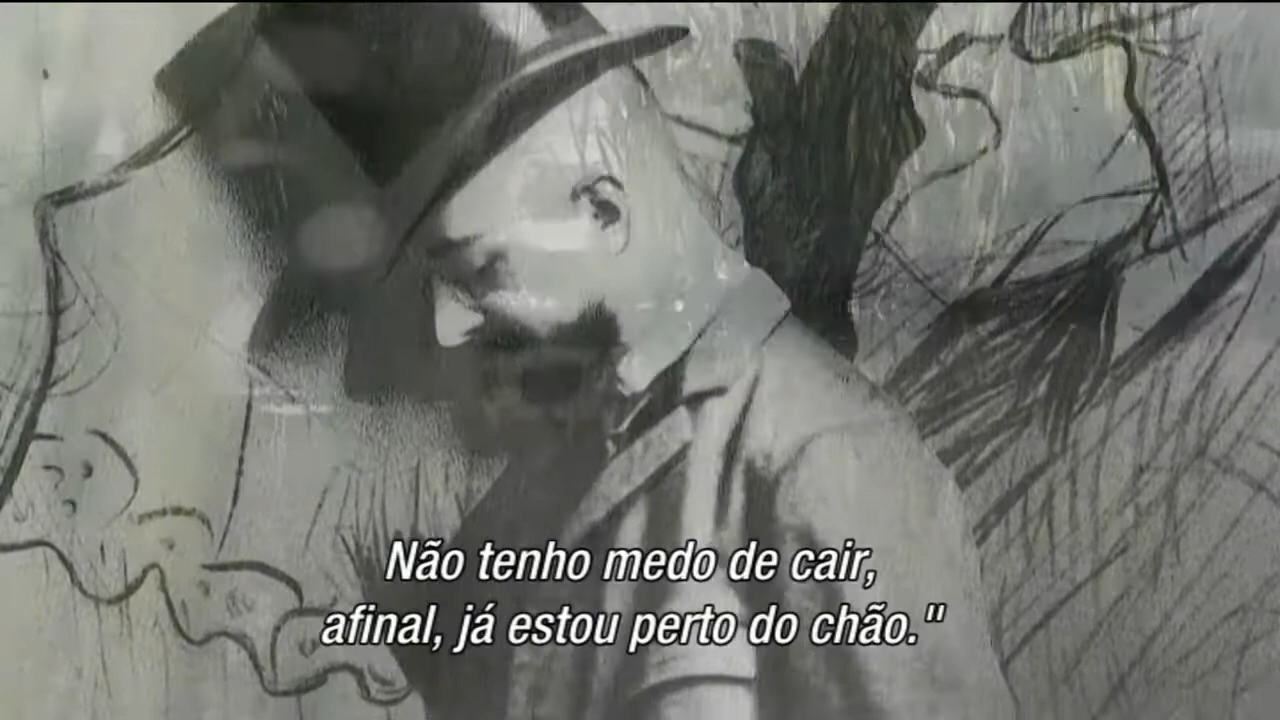 Não tenho medo de cair,
afinal, já estou perto do chão."